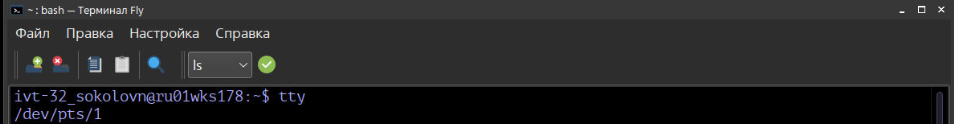 ~ : bash — Терминал Fly
Файл Правка Настройка Справка
ls
ivt-32_sokolovn@ru01wks178:~$ tty
/dev/pts/1